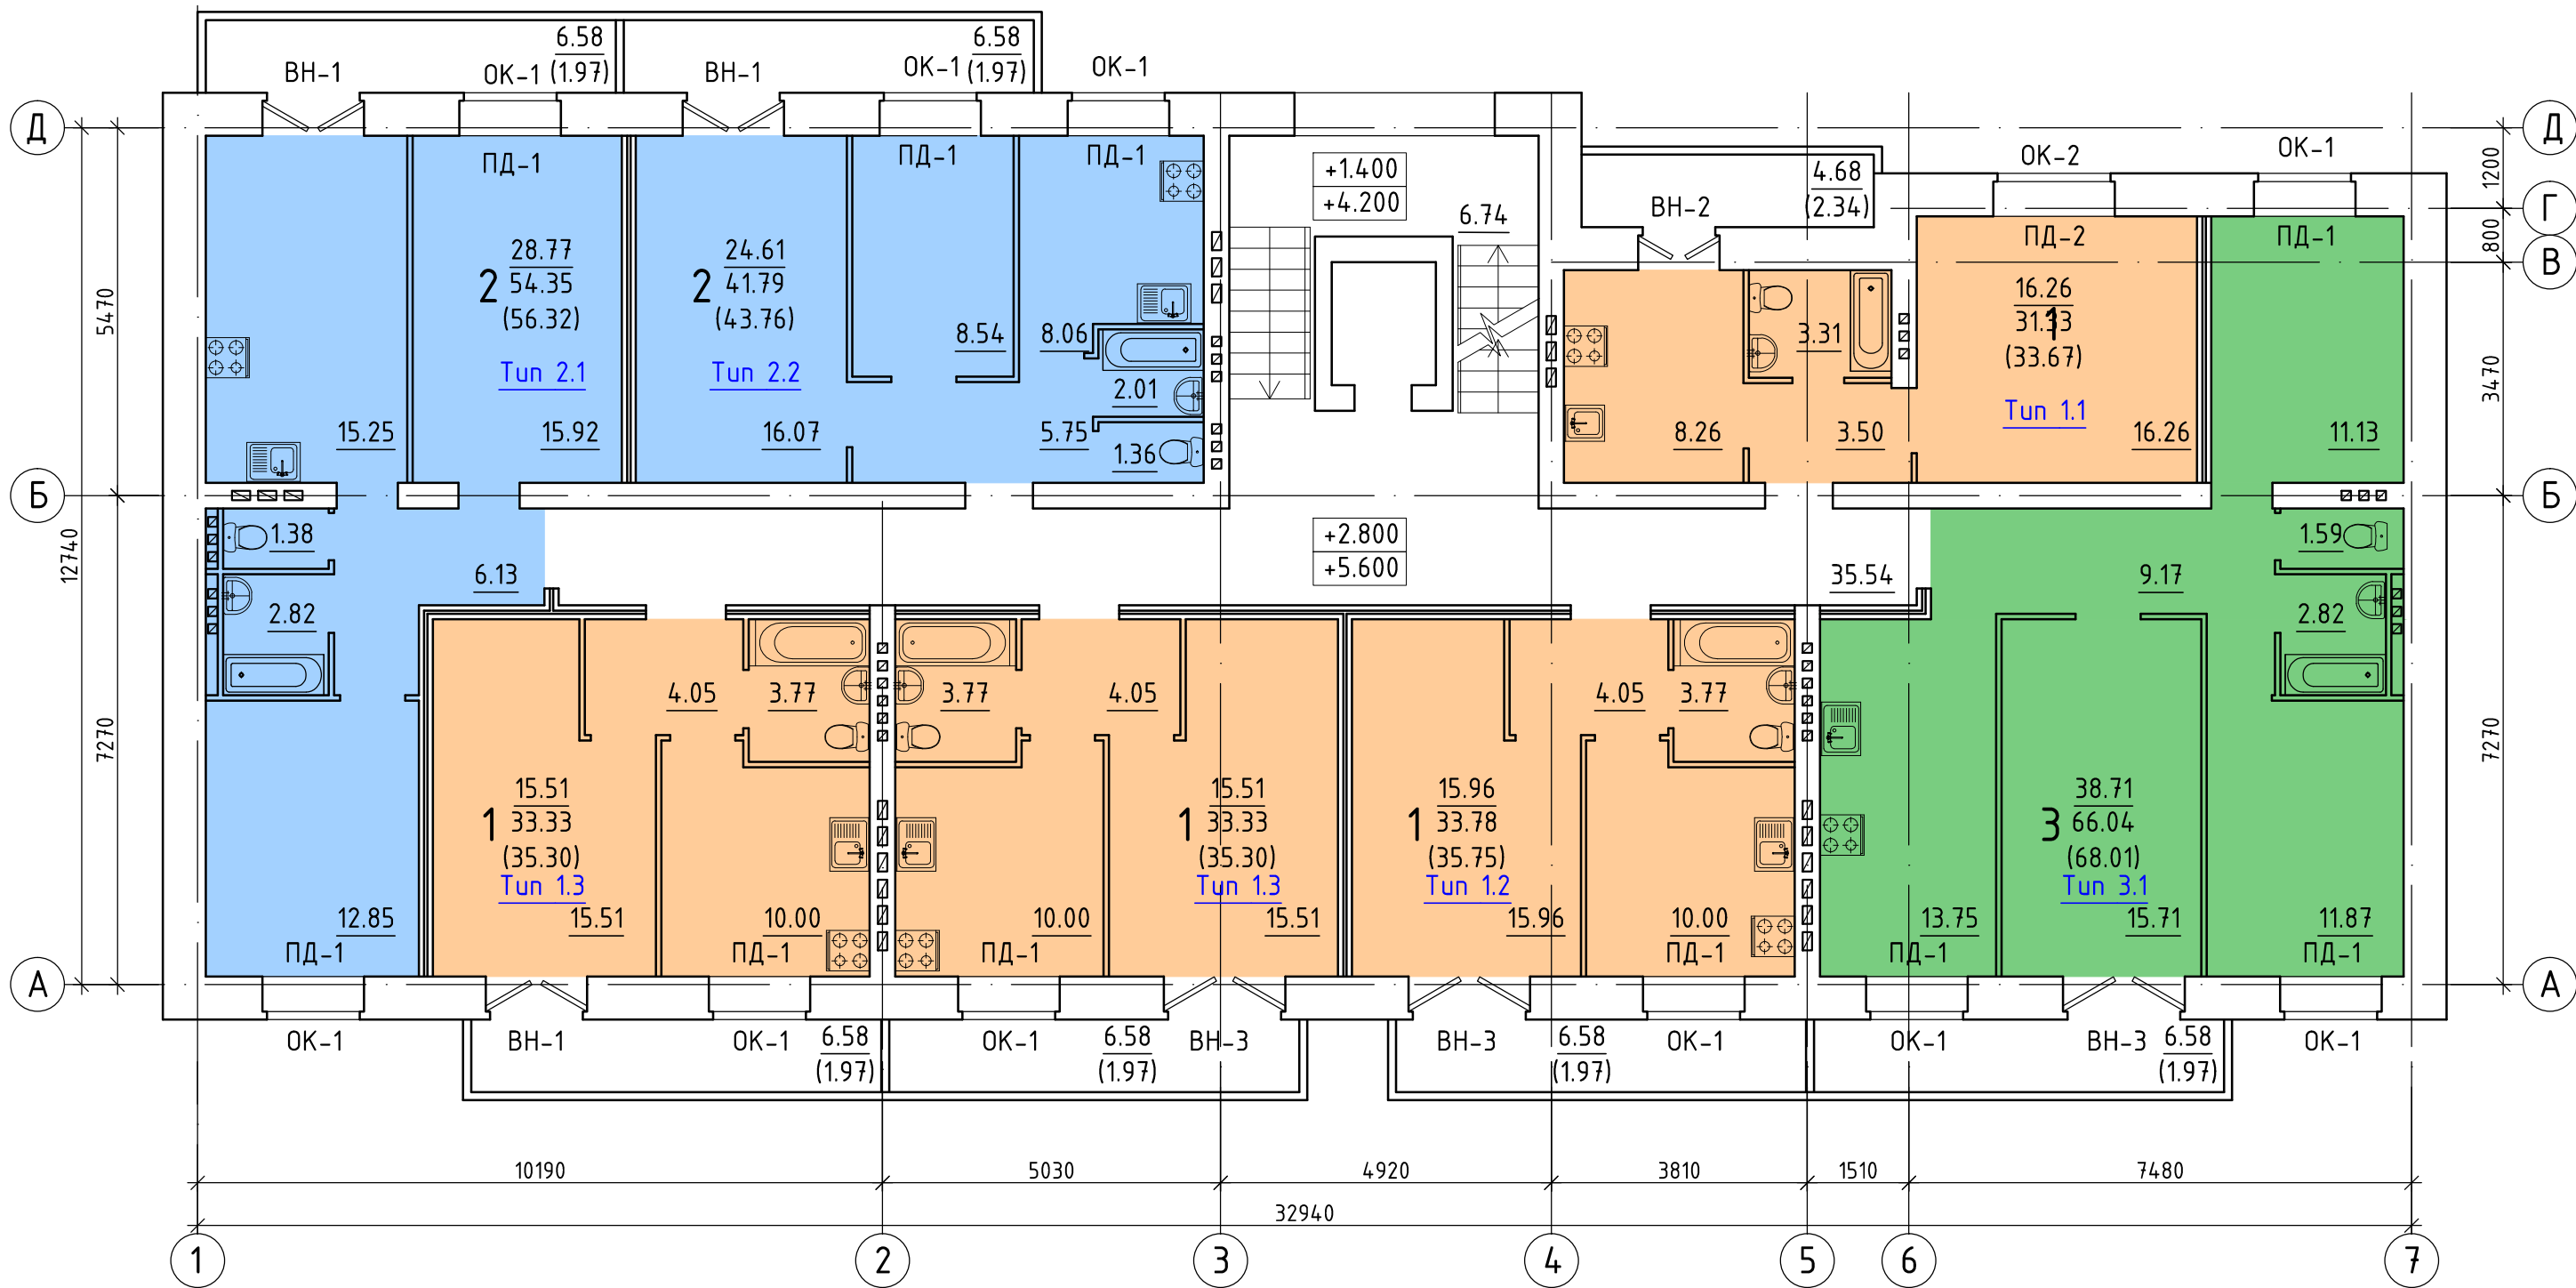 6.58
(1.97)
6.58
(1.97)
ВН-1
ОК-1
ВН-1
ОК-1
ОК-1
Д
Д
ПД-1
ПД-1
ПД-1
+1.400
+4.200
6.74
4.68
(2.34)
ВН-2
ОК-2
ОК-1
1200
Г
800
В
ПД-2
ПД-1
2
28.77
54.35
(56.32)
Тип 2.1
2
24.61
41.79
(43.76)
Тип 2.2
8.54
8.06
2.01
3.31
1
16.26
31.33
(33.67)
Тип 1.1
5470
3470
15.25
15.92
16.07
5.75
1.36
8.26
3.50
16.26
11.13
Б
Б
12740
1.38
6.13
2.82
+2.800
+5.600
35.54
9.17
1.59
2.82
4.05
3.77
3.77
4.05
4.05
3.77
7270
7270
1
15.51
33.33
(35.30)
Тип 1.3
1
15.51
33.33
(35.30)
Тип 1.3
1
15.96
33.78
(35.75)
Тип 1.2
3
38.71
66.04
(68.01)
Тип 3.1
12.85
15.51
10.00
10.00
15.51
15.96
10.00
13.75
15.71
11.87
ПД-1
ПД-1
ПД-1
ПД-1
ПД-1
ПД-1
А
А
ОК-1
ВН-1
ОК-1
6.58
(1.97)
ОК-1
6.58
(1.97)
ВН-3
ВН-3
6.58
(1.97)
ОК-1
ОК-1
ВН-3
6.58
(1.97)
ОК-1
10190
5030
4920
3810
1510
7480
32940
1
2
3
4
5
6
7